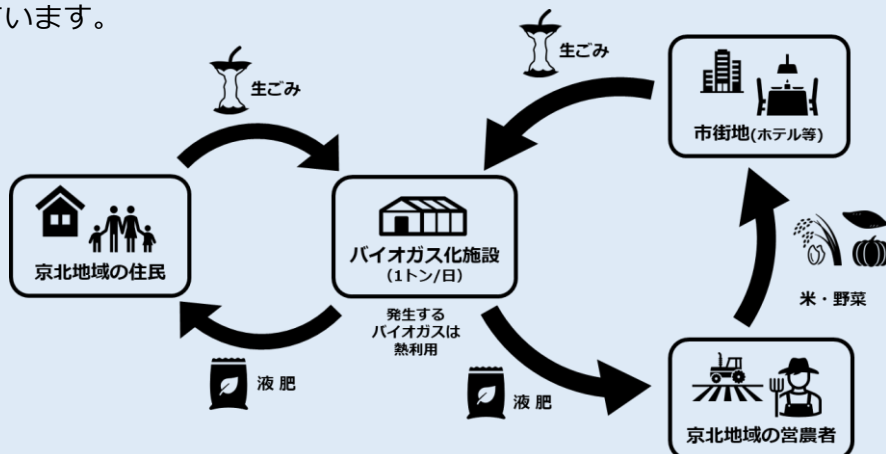 ています。
生ごみ
生ごみ
市街地(ホテル等)
京北地域の住民
バイオガス化施設
(1トン/日)
発生する
バイオガスは
熱利用
米・野菜
液肥
液肥
京北地域の営農者